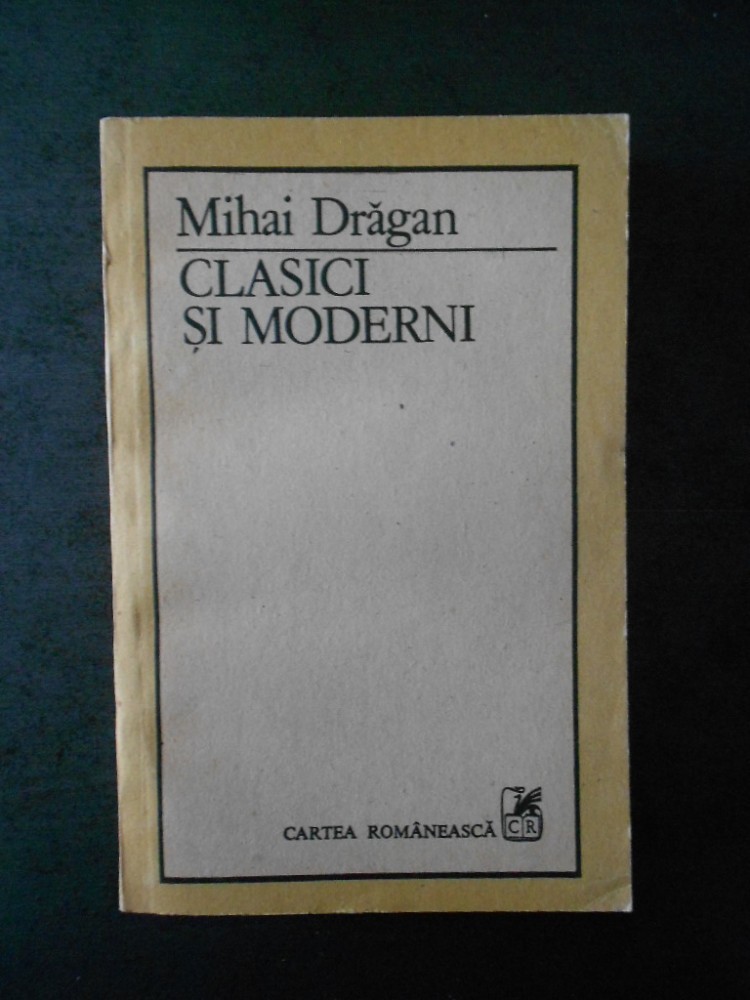 Mihai Drăgan
CLASICI
ȘI MODERNI
CARTEA ROMÂNEASCĂ
CR